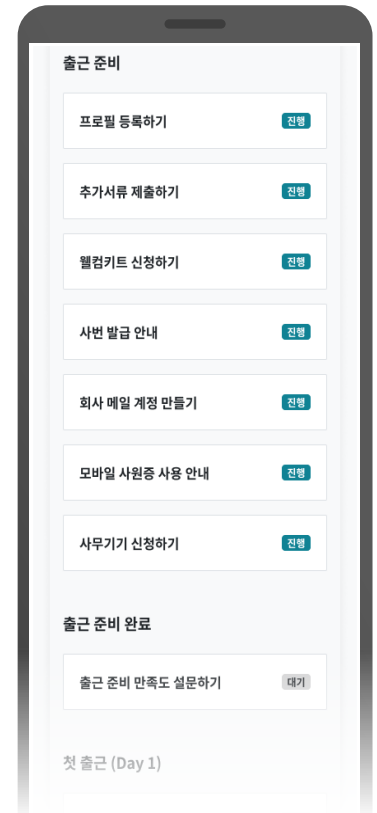 출근 준비
프로필 등록하기 진행
추가서류 제출하기 진행
웰컴키트 신청하기 진행
사번 발급 안내 진행
회사 메일 계정 만들기 진행
모바일 사원증 사용 안내 진행
사무기기 신청하기 진행
출근 준비 완료
출근 준비 만족도 설문하기 대기
첫 출근 (Day 1)